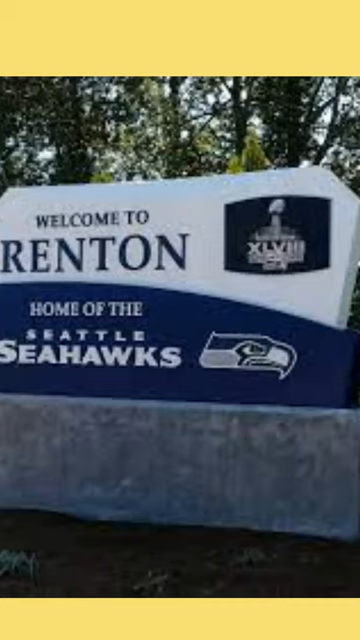 WELCOME TO
RENTON
XLVIII
HOME OF THE
SEATTLE
SEAHAWKS